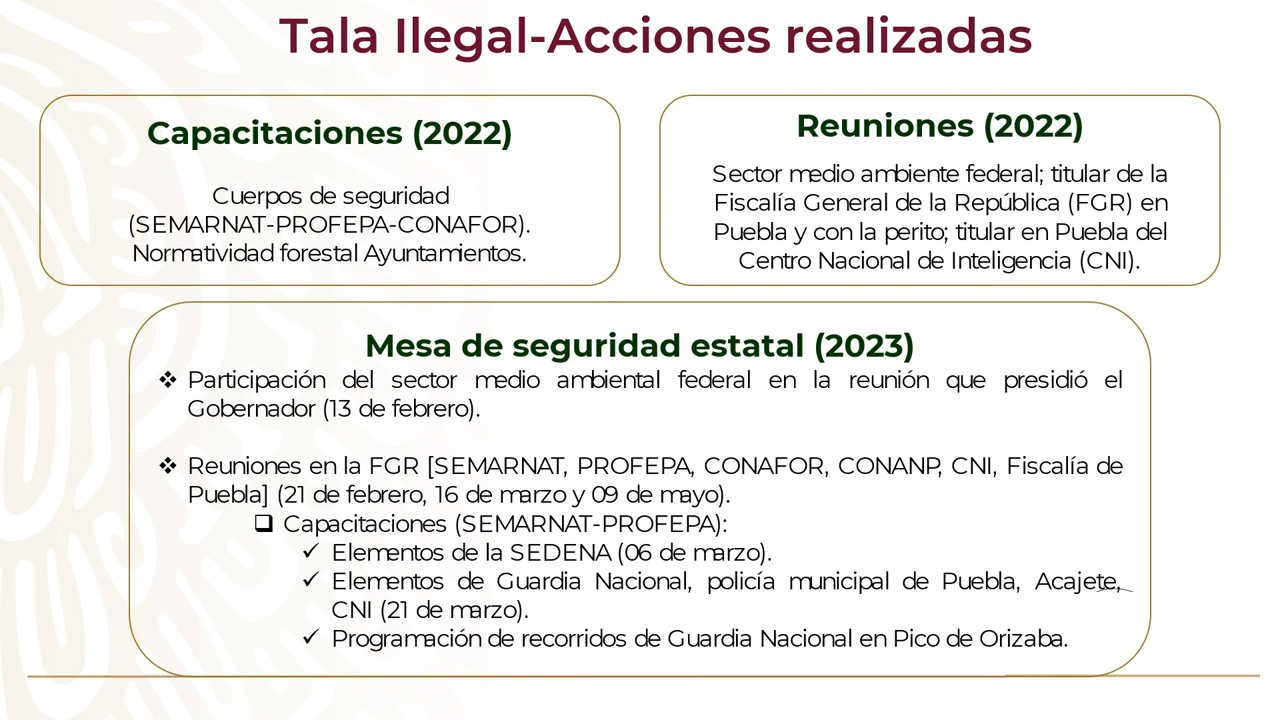 Tala Ilegal-Acciones realizadas
Capacitaciones (2022)
Cuerpos de seguridad
(SEMARNAT-PROFEPA-CONAFOR).
Normatividad forestal Ayuntamientos.
Reuniones (2022)
Sector medio ambiente federal; titular de la
Fiscalía General de la República (FGR) en
Puebla y con la perito; titular en Puebla del
Centro Nacional de Inteligencia (CNI).
Mesa de seguridad estatal (2023)
❖ Participación del sector medio ambiental federal en la reunión que presidió el
Gobernador (13 de febrero).
❖ Reuniones en la FGR [SEMARNAT, PROFEPA, CONAFOR, CONANP, CNI, Fiscalía de
Puebla] (21 de febrero, 16 de marzo y 09 de mayo).
❑ Capacitaciones (SEMARNAT-PROFEPA):
✓ Elementos de la SEDENA (06 de marzo).
✓ Elementos de Guardia Nacional, policía municipal de Puebla, Acajete,
CNI (21 de marzo).
✓ Programación de recorridos de Guardia Nacional en Pico de Orizaba.